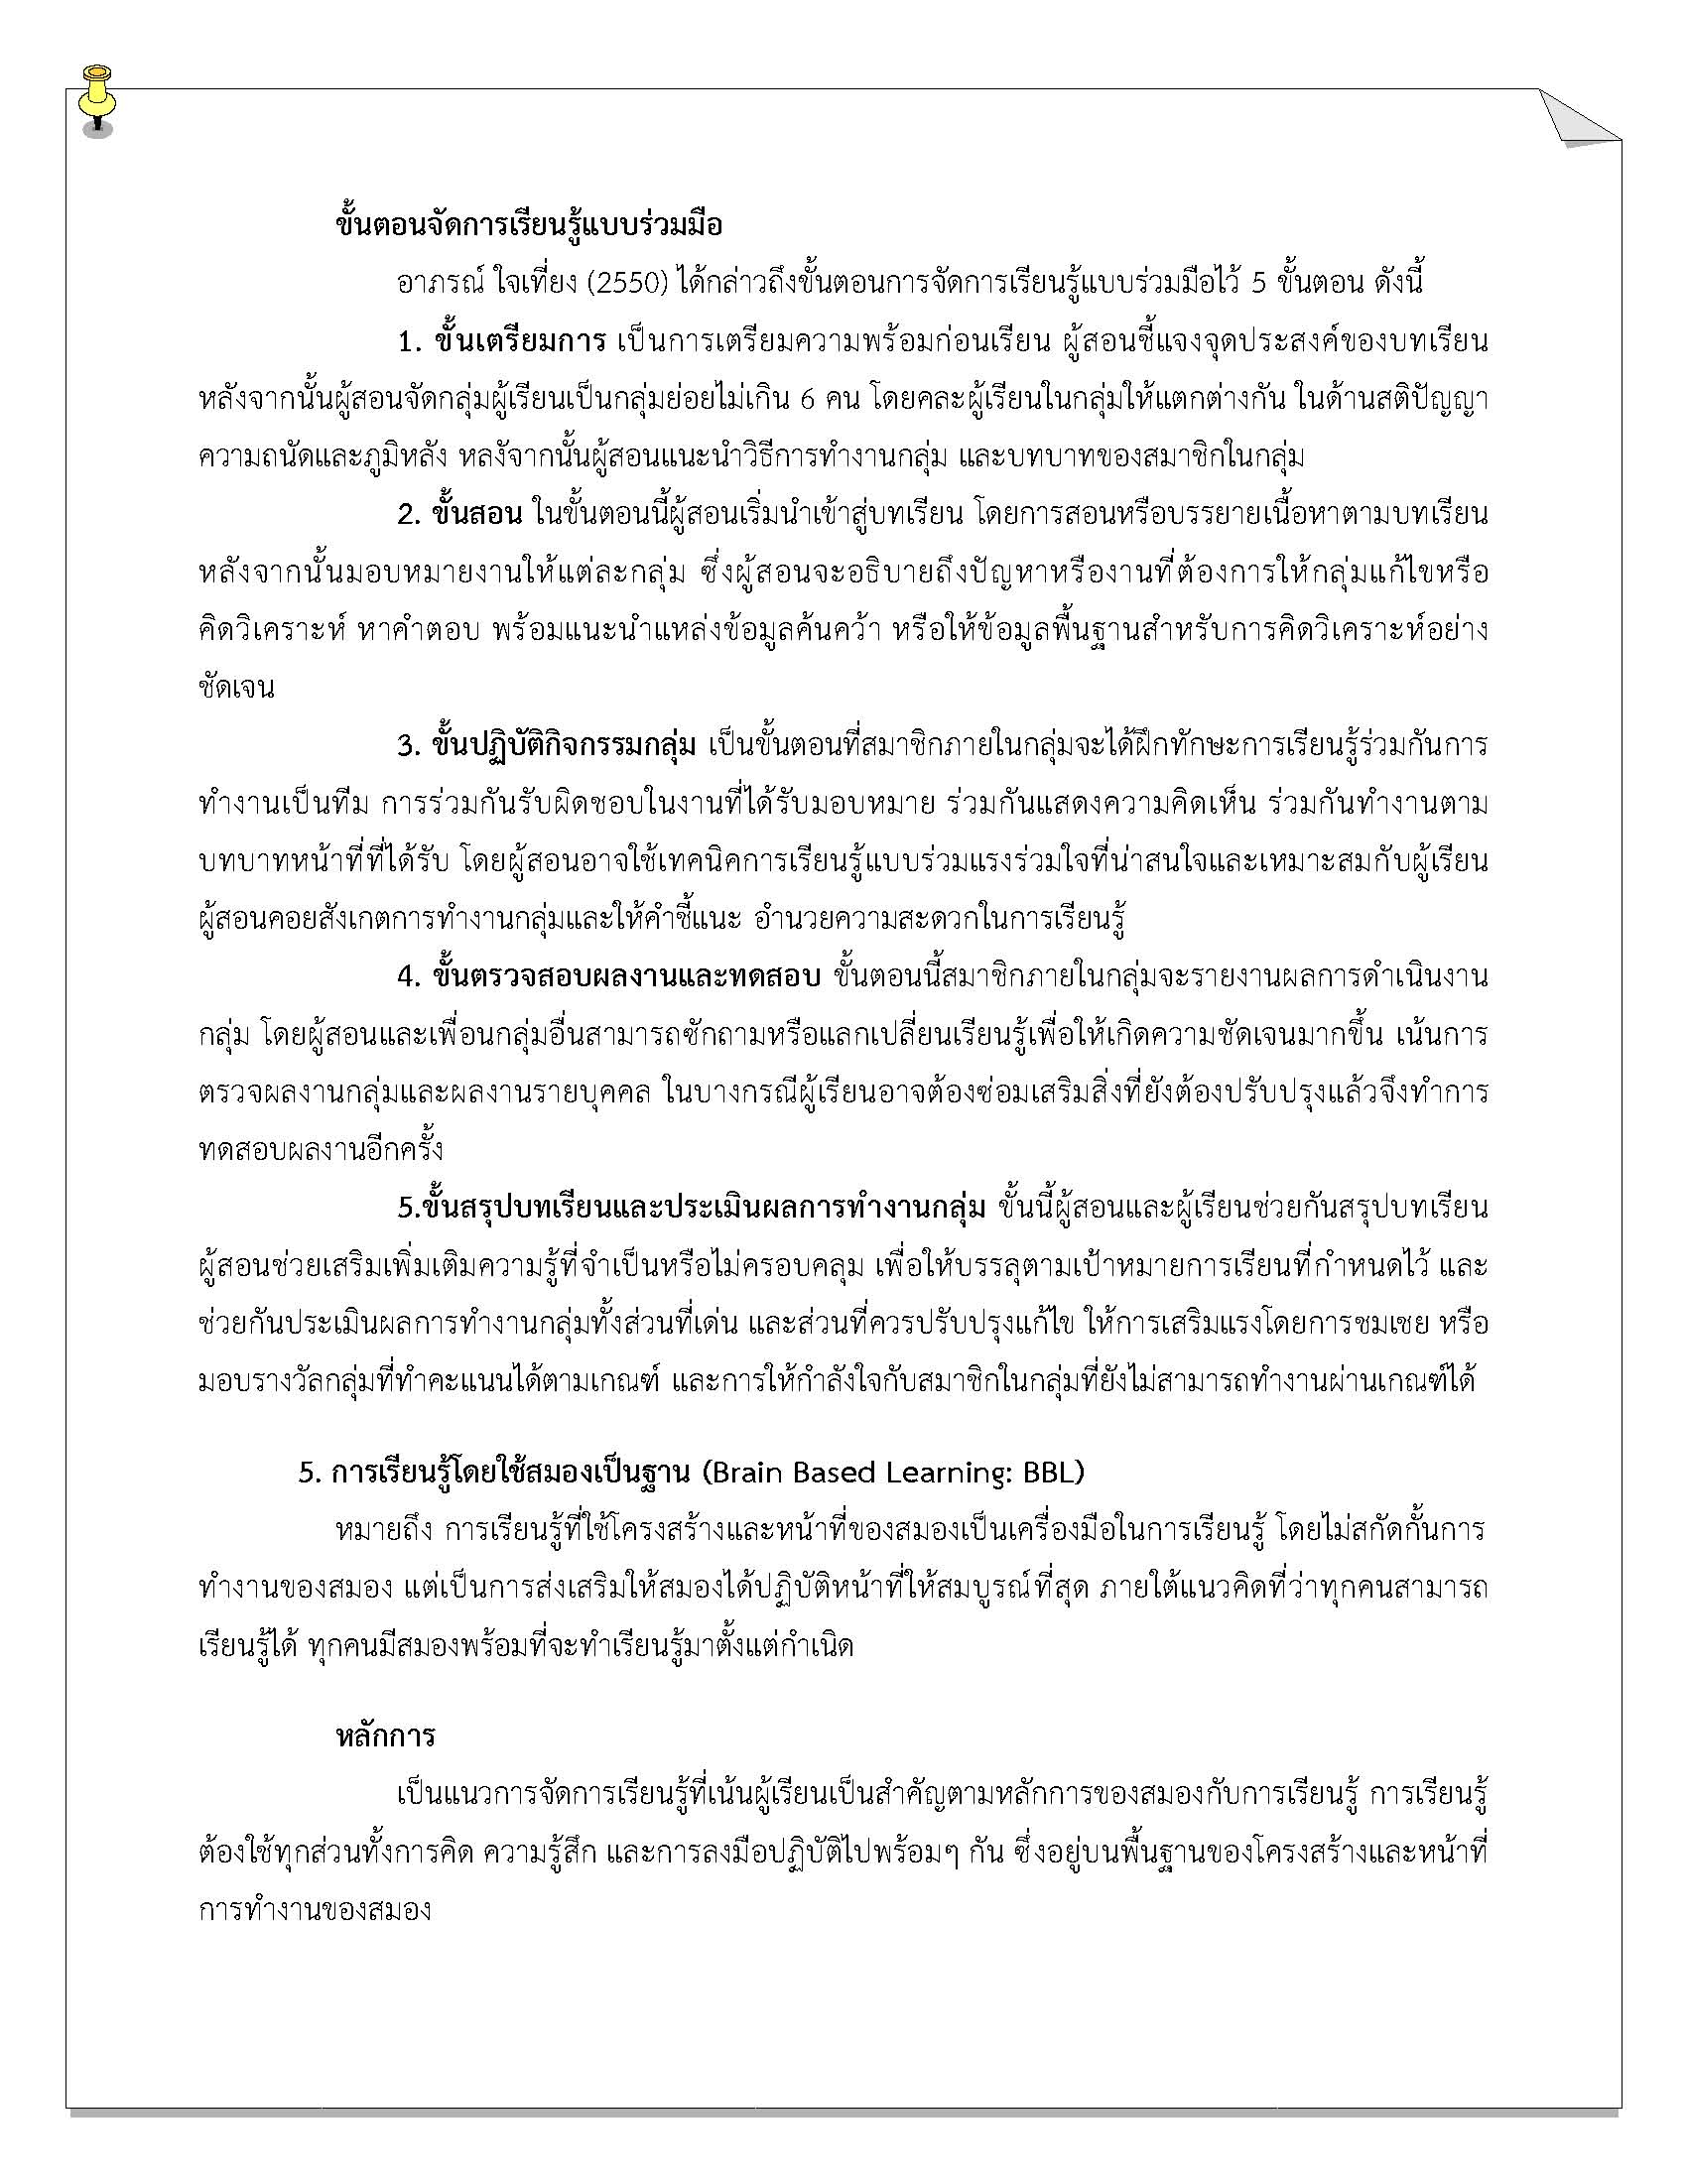 ขั้นตอนจัดการเรียนรู้แบบร่วมมือ
อาภรณ์ ใจเที่ยง (2550) ได้กล่าวถึงขั้นตอนการจัดการเรียนรู้แบบร่วมมือไว้ 5 ขั้นตอน ดังนี้
1. ขั้นเตรียมการ เป็นการเตรียมความพร้อมก่อนเรียน ผู้สอนชี้แจงจุดประสงค์ของบทเรียน
หลังจากนั้นผู้สอนจัดกลุ่มผู้เรียนเป็นกลุ่มย่อยไม่เกิน 6 คน โดยคละผู้เรียนในกลุ่มให้แตกต่างกัน ในด้านสติปัญญา
ความถนัดและภูมิหลัง หลงัจากนั้นผู้สอนแนะนำวิธีการทำงานกลุ่ม และบทบาทของสมาชิกในกลุ่ม
2. ขั้นสอน ในขั้นตอนนี้ผู้สอนเริ่มนำเข้าสู่บทเรียน โดยการสอนหรือบรรยายเนื้อหาตามบทเรียน
หลังจากนั้นมอบหมายงานให้แต่ละกลุ่ม ซึ่งผู้สอนจะอธิบายถึงปัญหาหรืองานที่ต้องการให้กลุ่มแก้ไขหรือ
คิดวิเคราะห์ หาคำตอบ พร้อมแนะนำแหล่งข้อมูลค้นคว้า หรือให้ข้อมูลพื้นฐานสำหรับการคิดวิเคราะห์อย่าง
ชัดเจน
3. ขั้นปฏิบัติกิจกรรมกลุ่ม เป็นขั้นตอนที่สมาชิกภายในกลุ่มจะได้ฝึกทักษะการเรียนรู้ร่วมกันการ
ทำงานเป็นทีม การร่วมกันรับผิดชอบในงานที่ได้รับมอบหมาย ร่วมกันแสดงความคิดเห็น ร่วมกันทำงานตาม
บทบาทหน้าที่ที่ได้รับ โดยผู้สอนอาจใช้เทคนิคการเรียนรู้แบบร่วมแรงร่วมใจที่น่าสนใจและเหมาะสมกับผู้เรียน
ผู้สอนคอยสังเกตการทำงานกลุ่มและให้คำชี้แนะ อำนวยความสะดวกในการเรียนรู้
4. ขั้นตรวจสอบผลงานและทดสอบ ขั้นตอนนี้สมาชิกภายในกลุ่มจะรายงานผลการดำเนินงาน
กลุ่ม โดยผู้สอนและเพื่อนกลุ่มอื่นสามารถซักถามหรือแลกเปลี่ยนเรียนรู้เพื่อให้เกิดความชัดเจนมากขึ้น เน้นการ
ตรวจผลงานกลุ่มและผลงานรายบุคคล ในบางกรณีผู้เรียนอาจต้องซ่อมเสริมสิ่งที่ยังต้องปรับปรุงแล้วจึงทำการ
ทดสอบผลงานอีกครั้ง
5.ขั้นสรุปบทเรียนและประเมินผลการทำงานกลุ่ม ขั้นนี้ผู้สอนและผู้เรียนช่วยกันสรุปบทเรียน
ผู้สอนช่วยเสริมเพิ่มเติมความรู้ที่จำเป็นหรือไม่ครอบคลุม เพื่อให้บรรลุตามเป้าหมายการเรียนที่กำหนดไว้ และ
ช่วยกันประเมินผลการทำงานกลุ่มทั้งส่วนที่เด่น และส่วนที่ควรปรับปรุงแก้ไข ให้การเสริมแรงโดยการชมเชย หรือ
มอบรางวัลกลุ่มที่ทำคะแนนได้ตามเกณฑ์ และการให้กำลังใจกับสมาชิกในกลุ่มที่ยังไม่สามารถทำงานผ่านเกณฑ์ได้
5. การเรียนรู้โดยใช้สมองเป็นฐาน (Brain Based Learning: BBL)
หมายถึง การเรียนรู้ที่ใช้โครงสร้างและหน้าที่ของสมองเป็นเครื่องมือในการเรียนรู้ โดยไม่สกัดกั้นการ
ทำงานของสมอง แต่เป็นการส่งเสริมให้สมองได้ปฏิบัติหน้าที่ให้สมบูรณ์ที่สุด ภายใต้แนวคิดที่ว่าทุกคนสามารถ
เรียนรู้ได้ ทุกคนมีสมองพร้อมที่จะทำเรียนรู้มาตั้งแต่กำเนิด
หลักการ
เป็นแนวการจัดการเรียนรู้ที่เน้นผู้เรียนเป็นสำคัญตามหลักการของสมองกับการเรียนรู้ การเรียนรู้
ต้องใช้ทุกส่วนทั้งการคิด ความรู้สึก และการลงมือปฏิบัติไปพร้อมๆ กัน ซึ่งอยู่บนพื้นฐานของโครงสร้างและหน้าที่
การทำงานของสมอง